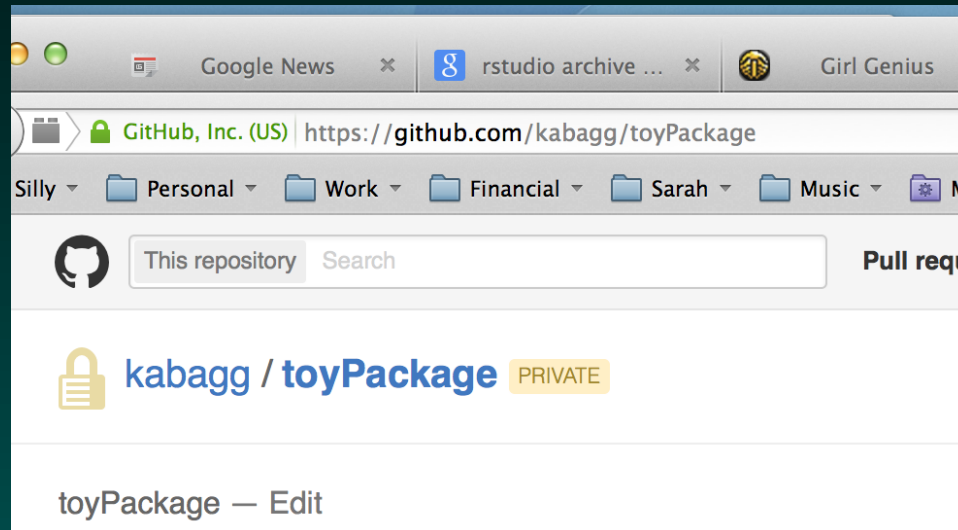 Google News rstudio archive ... Girl Genius
GitHub, Inc. (US) https://github.com/kabagg/toyPackage
Silly Personal Work Financial Sarah Music
This repository Search Pull
kabagg / toyPackage PRIVATE
toyPackage — Edit